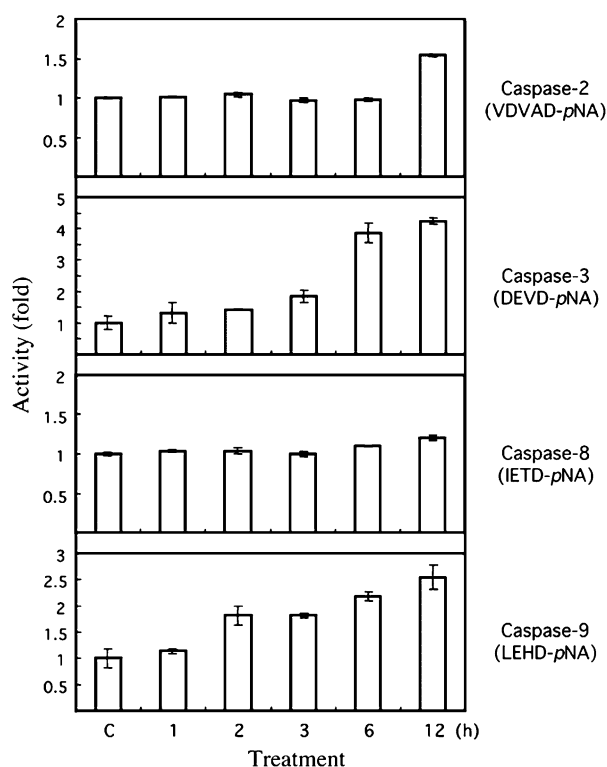 2
1.5
1
0.5
Caspase-2
(VDVAD-pNA)
5
4
3
2
1
Caspase-3
(DEVD-pNA)
Activity (fold)
2
1.5
1
0.5
Caspase-8
(IETD-pNA)
3
2.5
2
1.5
1
0.5
Caspase-9
(LEHD-pNA)
C 1 2 3 6 12 (h)
Treatment